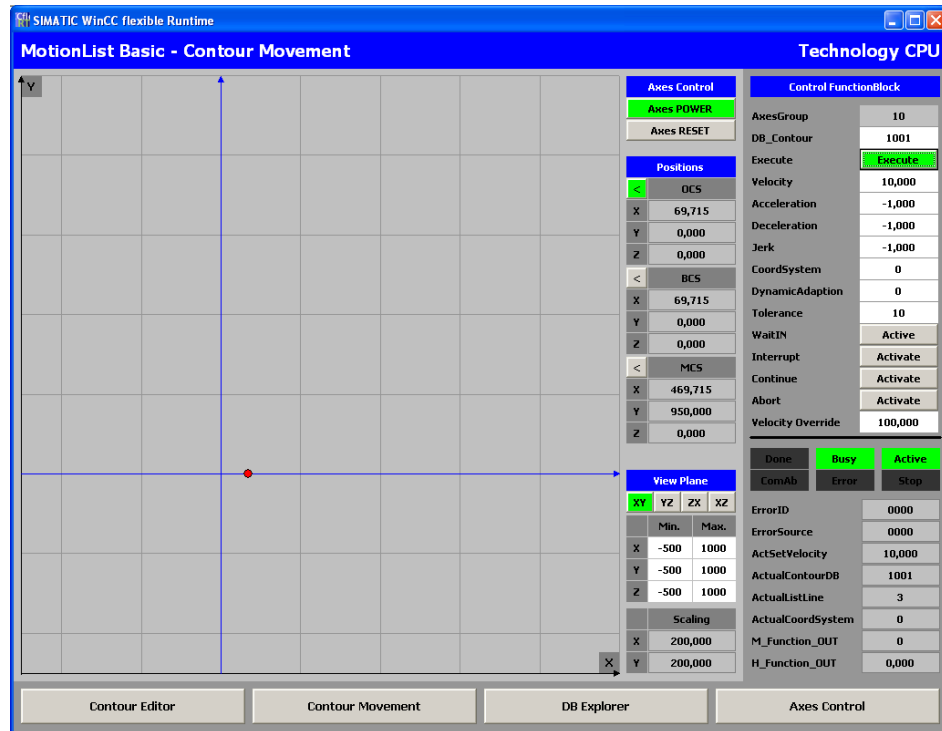 SIMATIC WinCC flexible Runtime
MotionList Basic - Contour Movement
Technology CPU
Y
X
Axes Control
Axes POWER
Axes RESET
Positions
< OCS
X 69,715
Y 0,000
Z 0,000
< BCS
X 69,715
Y 0,000
Z 0,000
< MCS
X 469,715
Y 950,000
Z 0,000
View Plane
XY YZ ZX XZ
Min. Max.
X -500 1000
Y -500 1000
Z -500 1000
Scaling
X 200,000
Y 200,000
Control FunctionBlock
AxesGroup 10
DB_Contour 1001
Execute Execute
Velocity 10,000
Acceleration -1,000
Deceleration -1,000
Jerk -1,000
CoordSystem 0
DynamicAdaption 0
Tolerance 10
WaitIN Active
Interrupt Activate
Continue Activate
Abort Activate
Velocity Override 100,000
Done Busy Active
ComAb Error Stop
ErrorID 0000
ErrorSource 0000
ActSetVelocity 10,000
ActualContourDB 1001
ActualListLine 3
ActualCoordSystem 0
M_Function_OUT 0
H_Function_OUT 0,000
Contour Editor
Contour Movement
DB Explorer
Axes Control